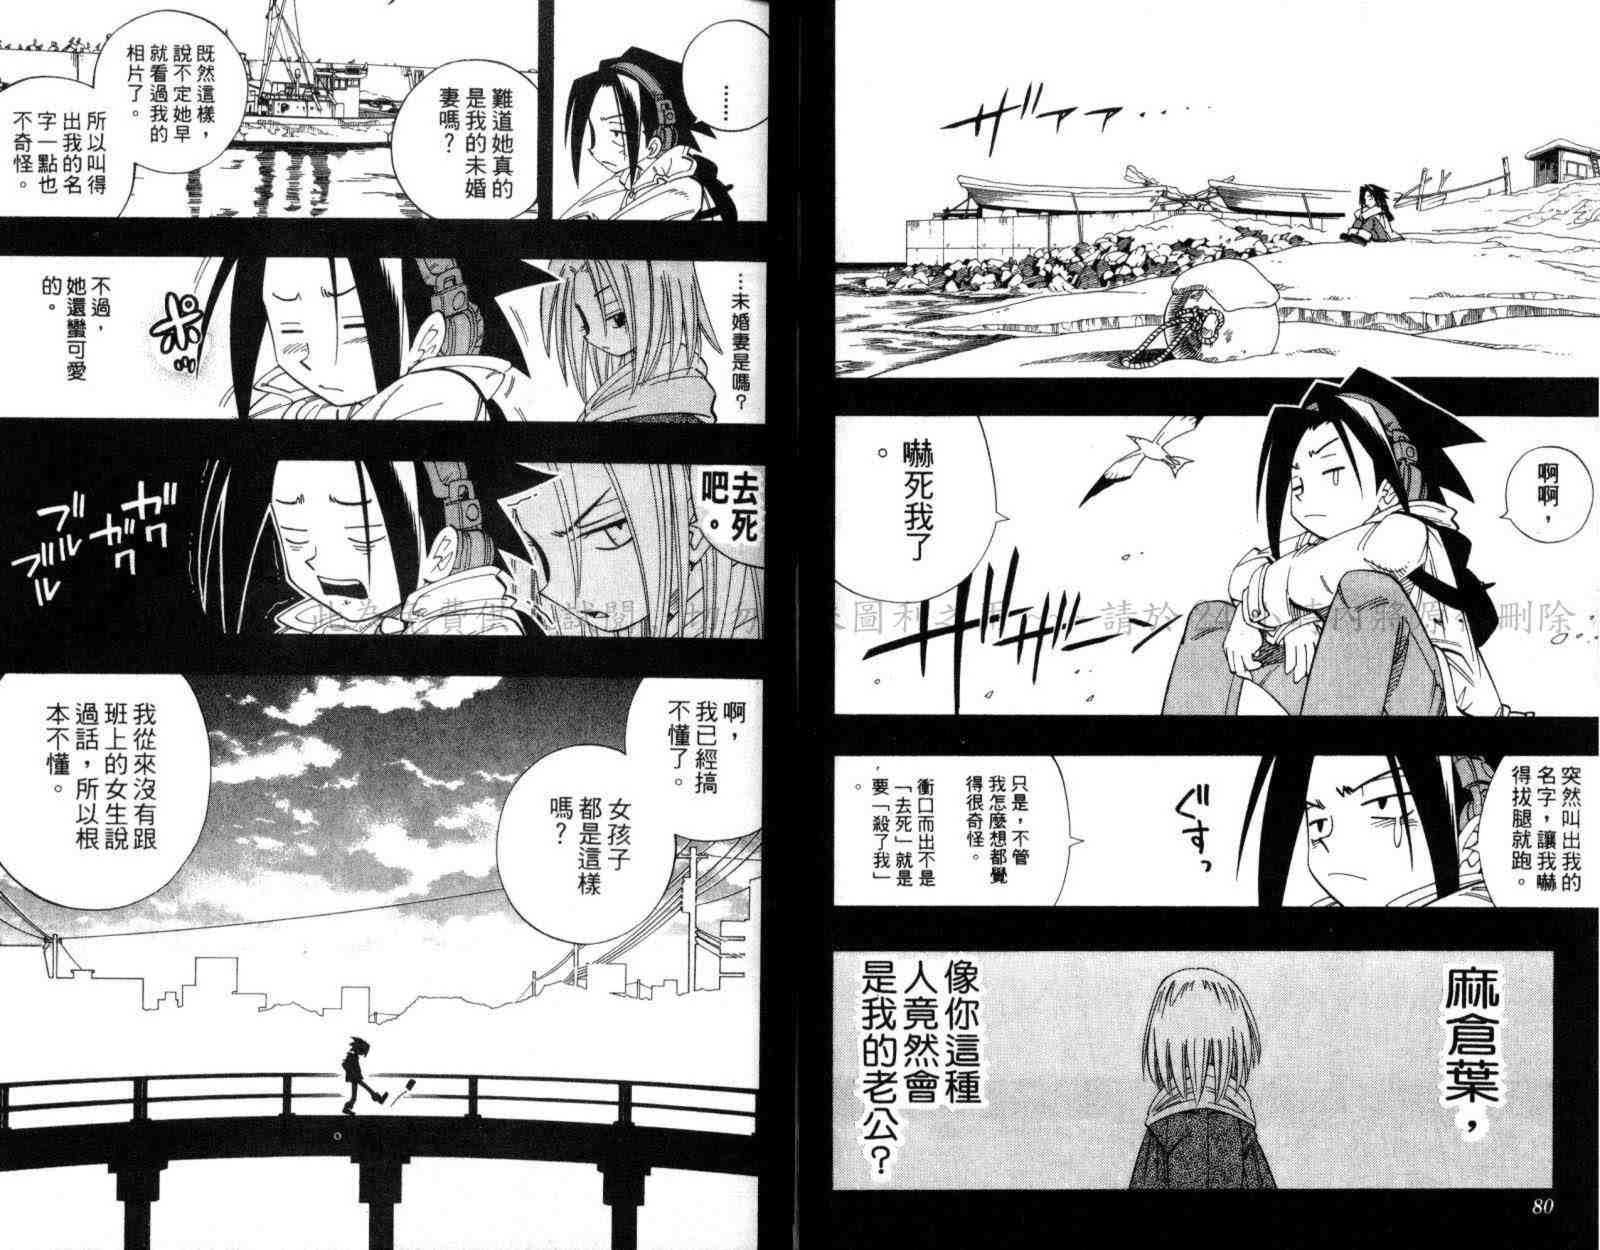 ザァァ・・・
啊啊，
嚇死我了
。
ザザザーン
突然叫出我的
名字，讓我嚇
得拔腿就跑。
ぐすっ
只是，不管
我怎麼想都覺
得很奇怪。
衝口而出不是
「去死」就是
要「殺了我」
。
麻倉葉，
像你這種
人竟然會
是我的老公？
80
……
難道她真的
是我的未婚
妻嗎？
既然這樣，
說不定她早
就看過我的
相片了。
所以叫得
出我的名
字一點也
不奇怪。
…未婚妻是嗎？
ポッ
不過，
她還蠻可愛
的。
去死
吧。
ガクガク
ブルブル
啊，
我已經搞
不懂了。
女孩子
都是這樣
嗎？
我從來沒有跟
班上的女生說
過話，所以根
本不懂。